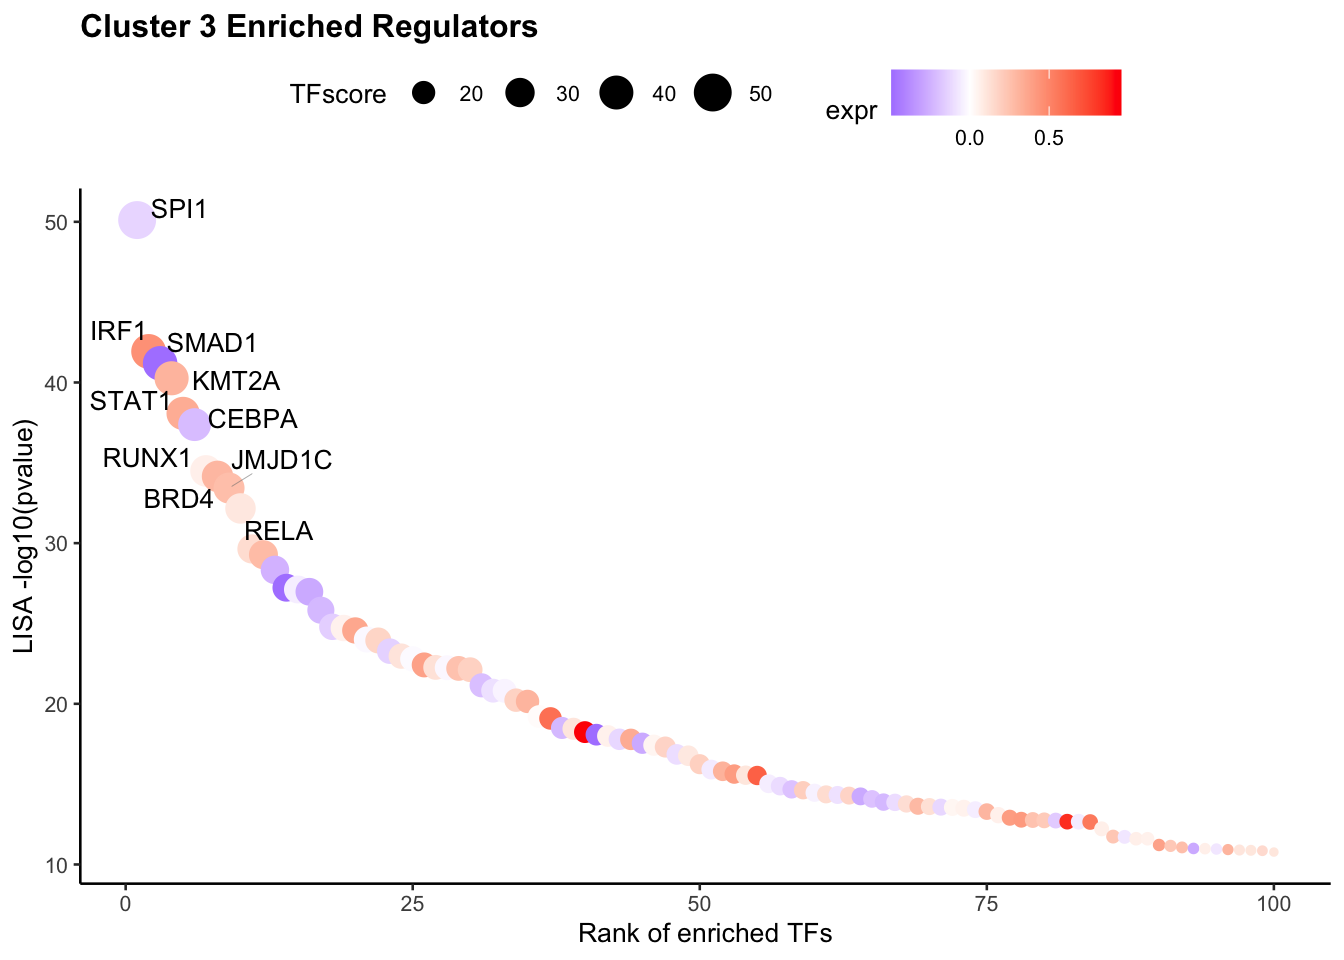 Cluster 3 Enriched Regulators
TFscore 20 30 40 50
expr 0.0 0.5
LISA -log10(pvalue)
50
40
30
20
10
SPI1
IRF1
SMAD1
KMT2A
STAT1
CEBPA
RUNX1
JMJD1C
BRD4
RELA
0 25 50 75 100
Rank of enriched TFs